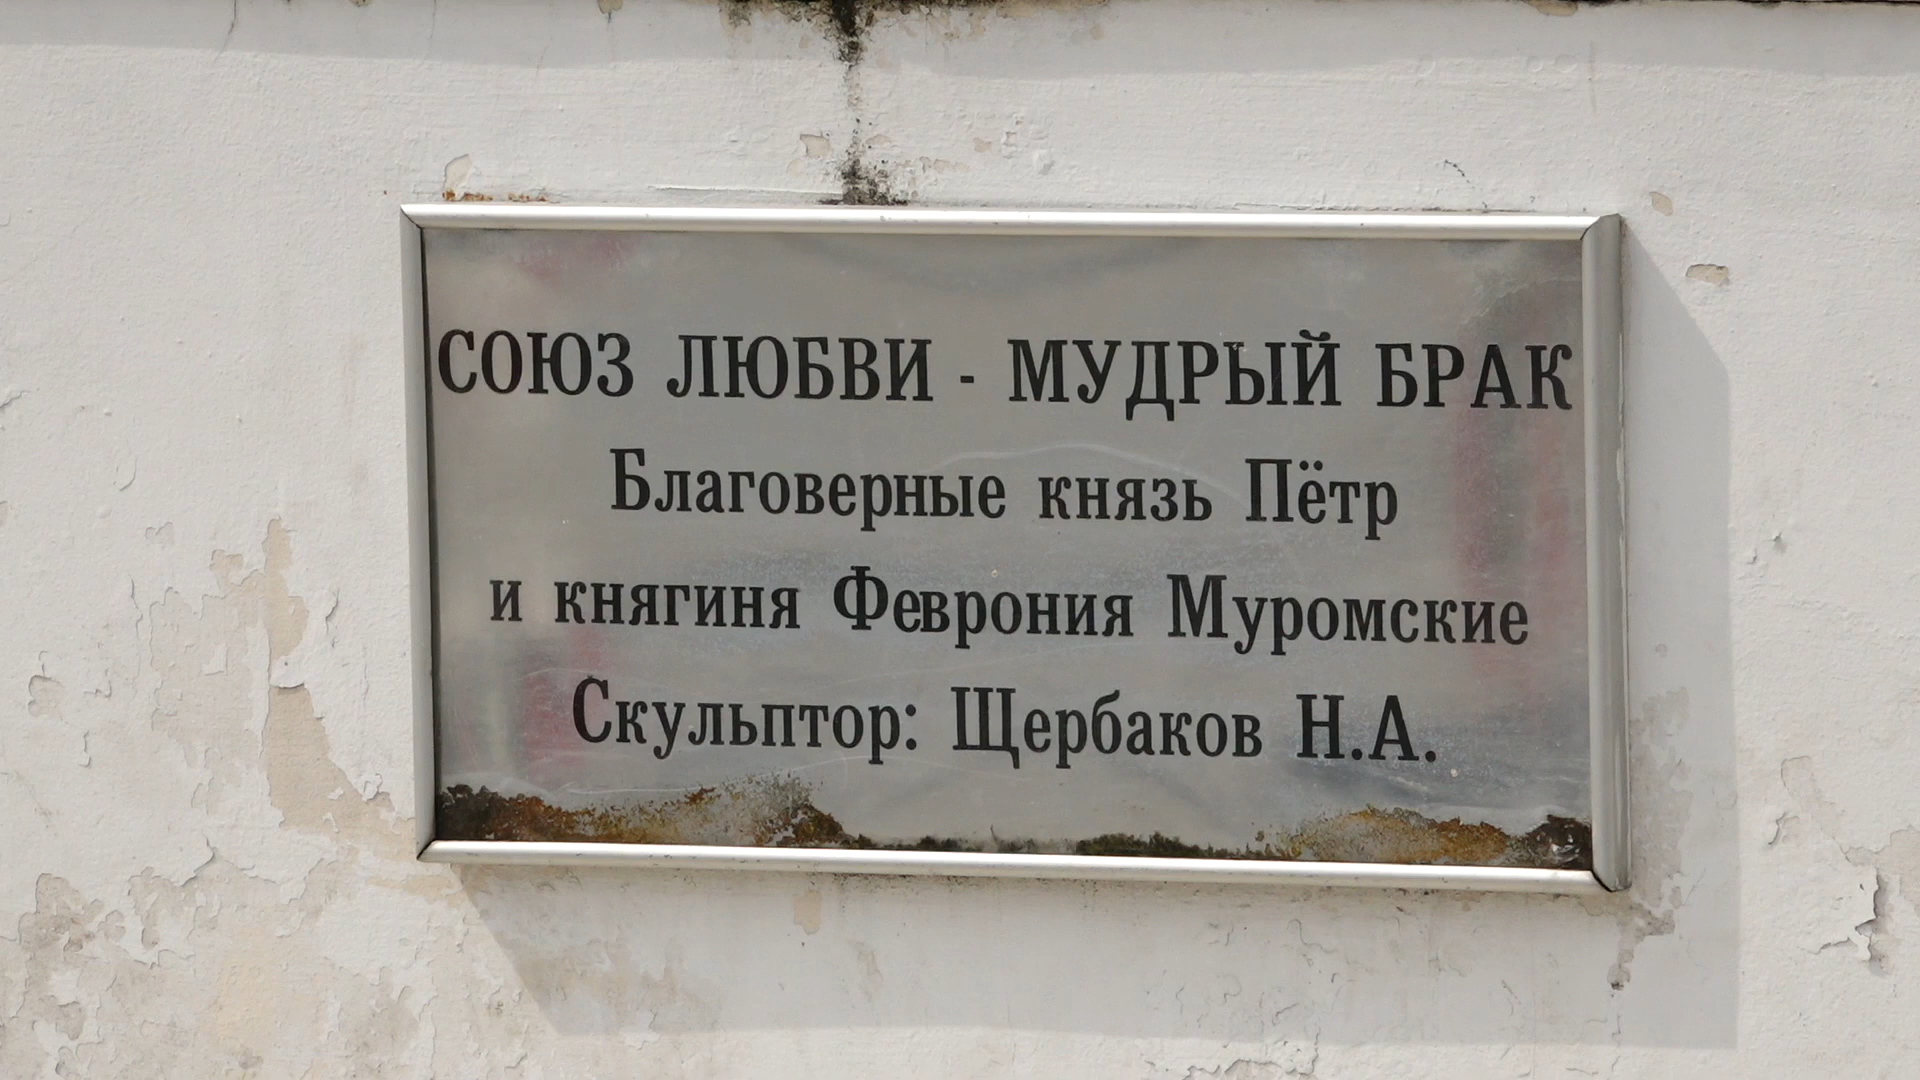 СОЮЗ ЛЮБВИ - МУДРЫЙ БРАК
Благоверные князь Пётр
и княгиня Феврония Муромские
Скульптор: Щербаков Н.А.